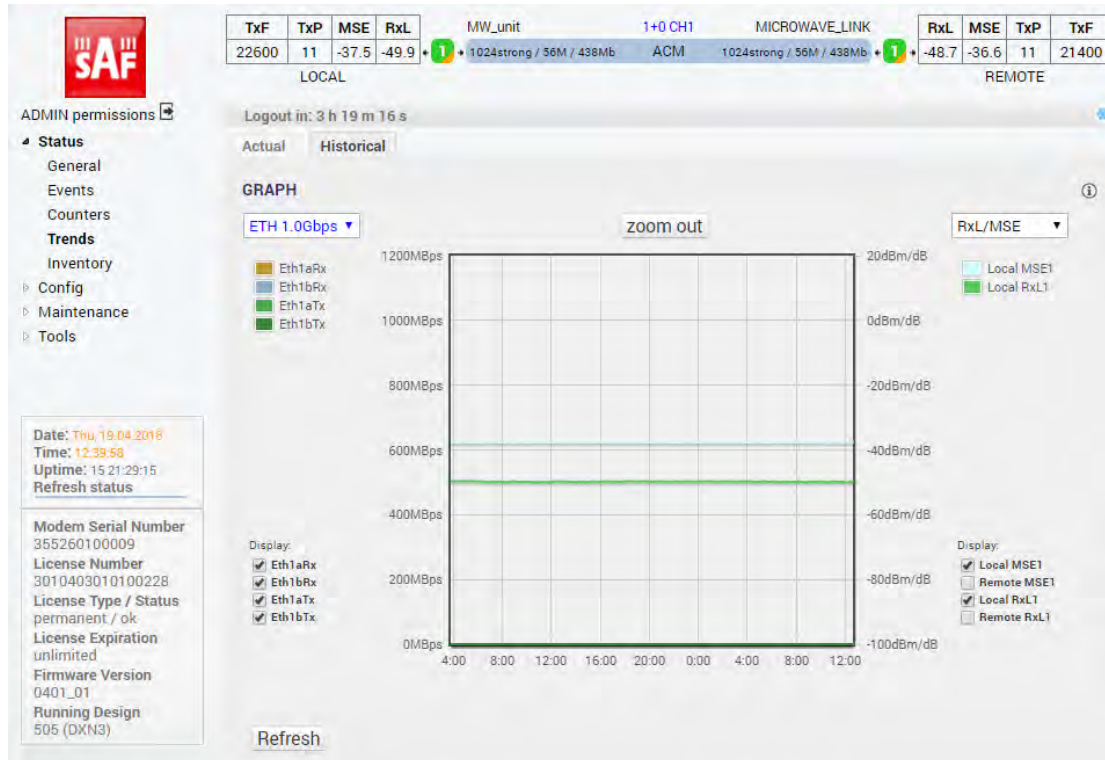 TxF TxP MSE RxL MW_unit 1+0 CH1 MICROWAVE_LINK RxL MSE TxP TxF
22600 11 -37.5 -49.9 1 1024strong / 56M / 438Mb ACM 1024strong / 56M / 438Mb 1 -48.7 -36.6 11 21400
LOCAL REMOTE
SAF
ADMIN permissions
Status
General
Events
Counters
Trends
Inventory
Config
Maintenance
Tools
Date: Thu, 19.04.2018
Time: 12:39:58
Uptime: 15 21:29:15
Refresh status
Modem Serial Number
355260100009
License Number
3010403010100228
License Type / Status
permanent / ok
License Expiration
unlimited
Firmware Version
0401_01
Running Design
505 (DXN3)
Logout in: 3 h 19 m 16 s
Actual Historical
GRAPH
ETH 1.0Gbps zoom out RxL/MSE
Eth1aRx
Eth1bRx
Eth1aTx
Eth1bTx
1200MBps
1000MBps
800MBps
600MBps
400MBps
200MBps
0MBps
20dBm/dB
0dBm/dB
-20dBm/dB
-40dBm/dB
-60dBm/dB
-80dBm/dB
-100dBm/dB
Local MSE1
Local RxL1
4:00 8:00 12:00 16:00 20:00 0:00 4:00 8:00 12:00
Display:
Eth1aRx
Eth1bRx
Eth1aTx
Eth1bTx
Display:
Local MSE1
Remote MSE1
Local RxL1
Remote RxL1
Refresh